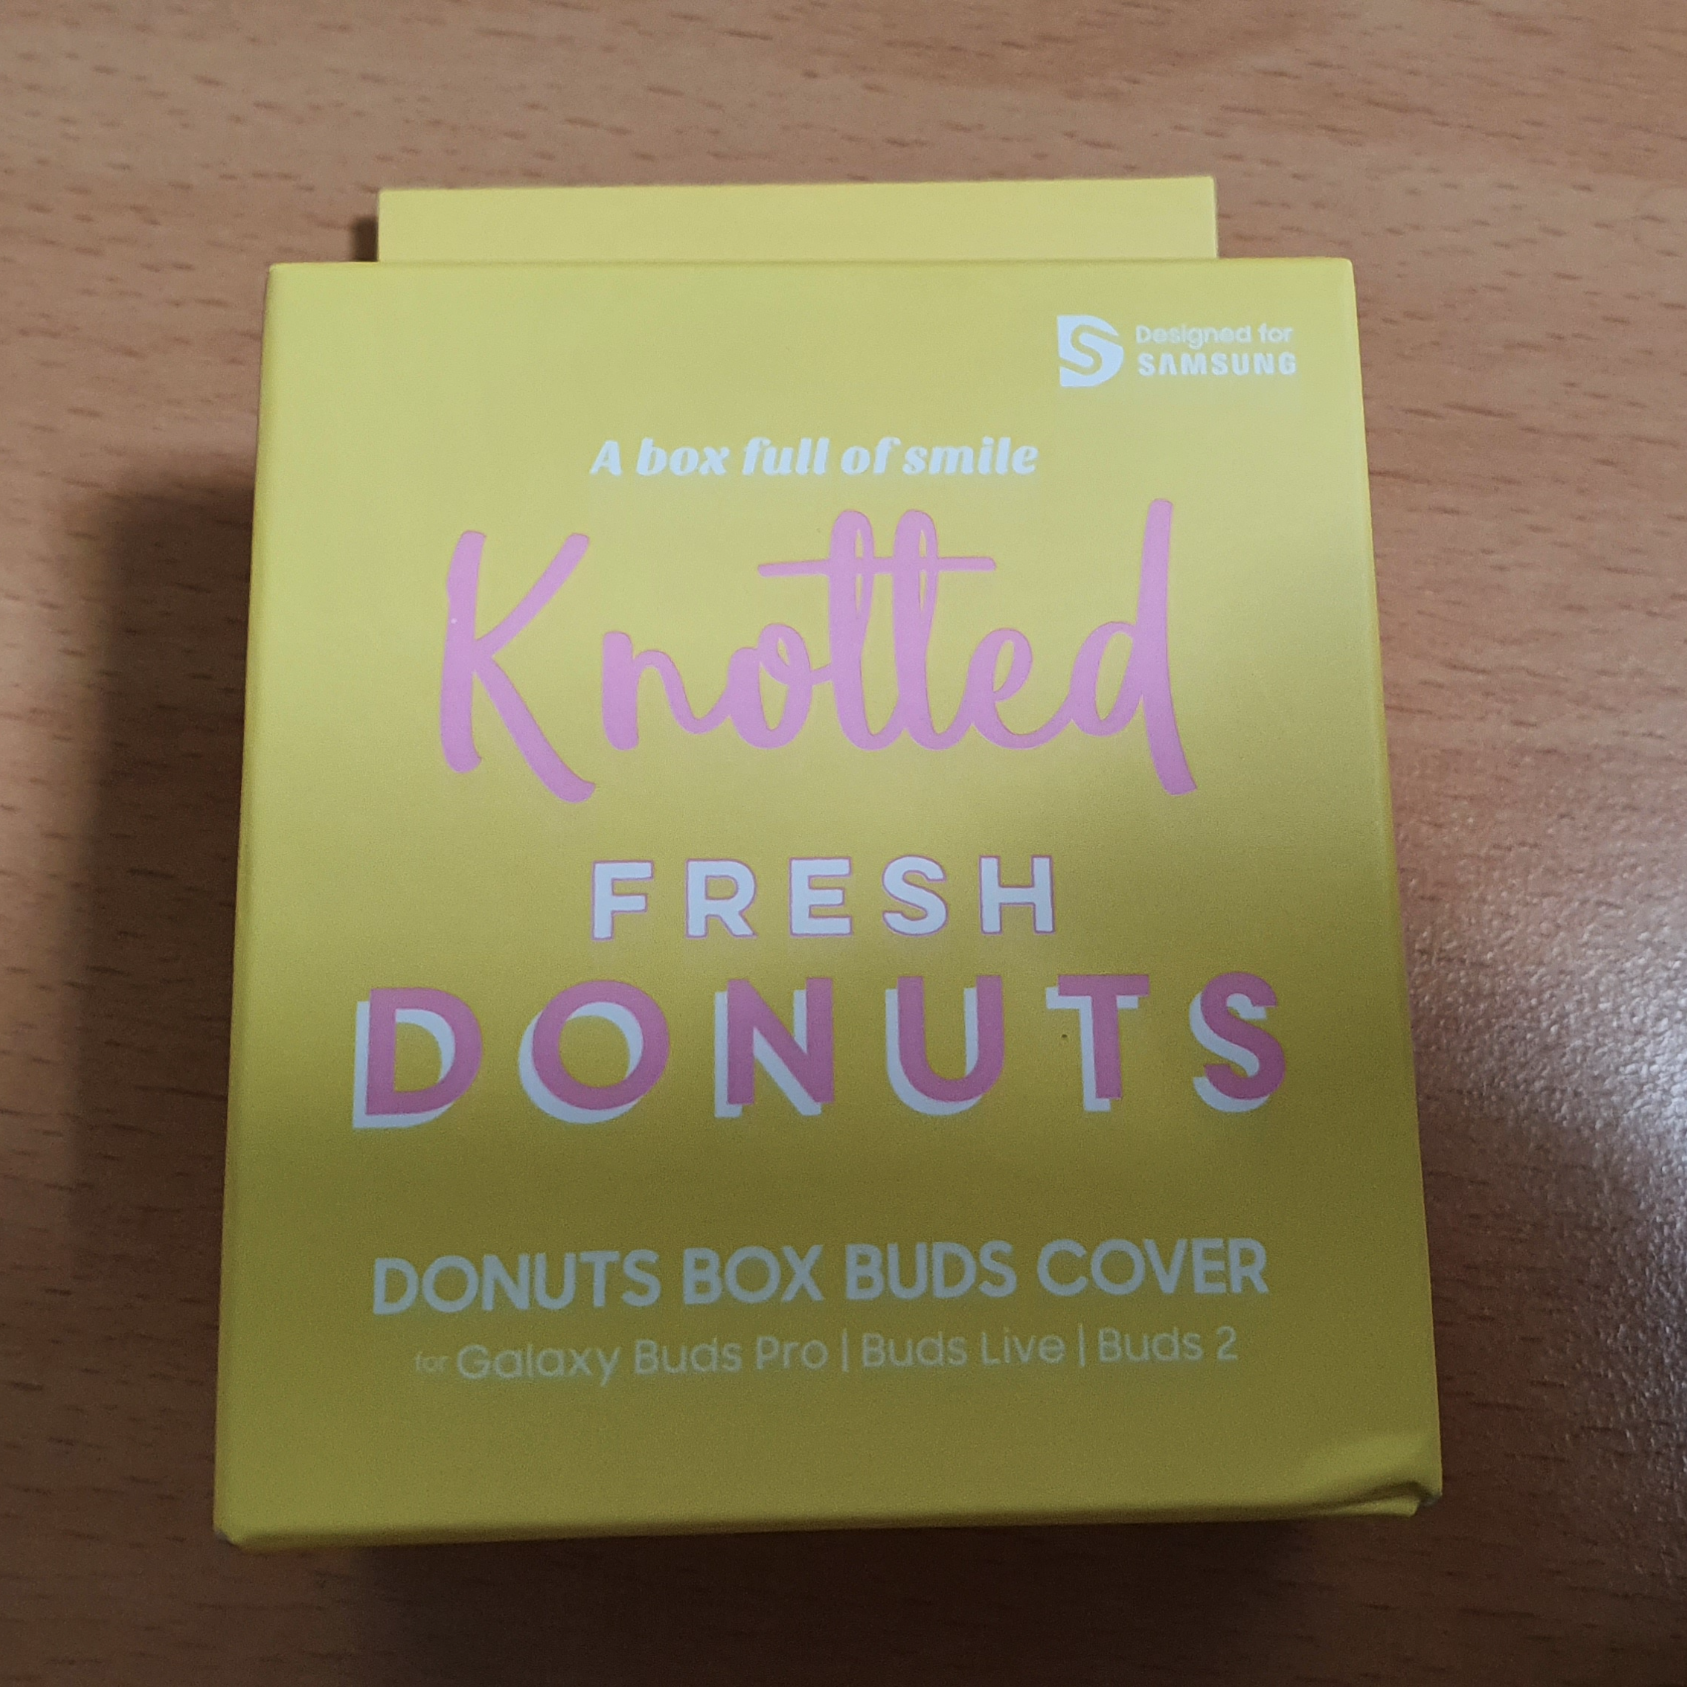 Designed for
SAMSUNG
A box full of smile
Knotted
FRESH
DONUTS
DONUTS BOX BUDS COVER
for Galaxy Buds Pro | Buds Live | Buds 2